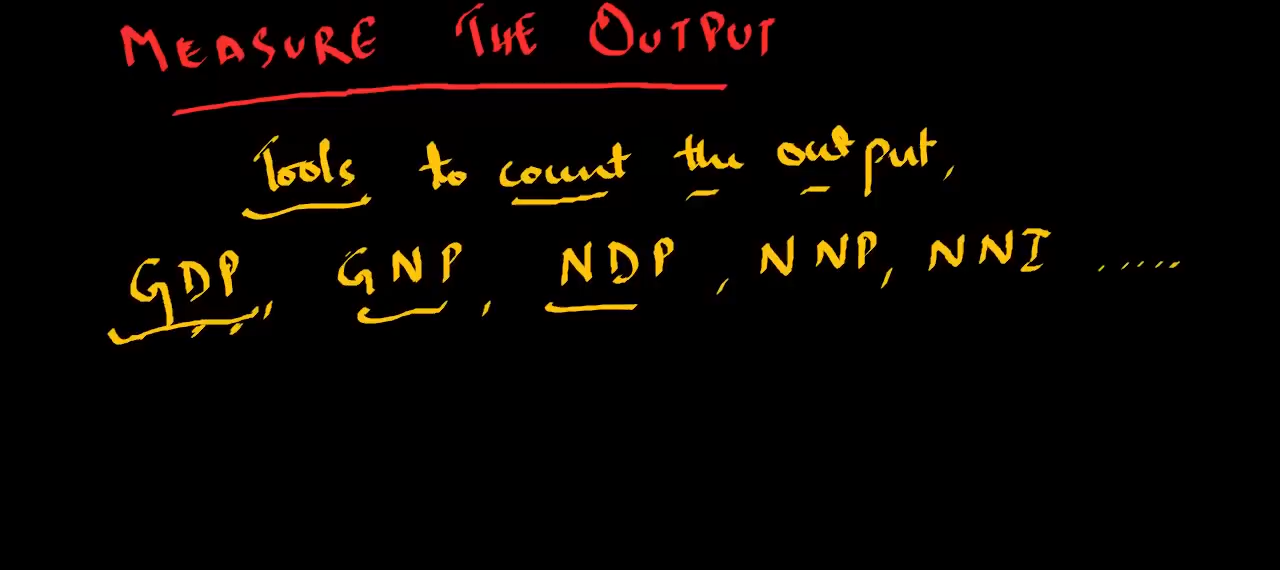 MEASURE THE OUTPUT
Tools to count the output,
GDP, GNP, NDP, NNP, NNI .....